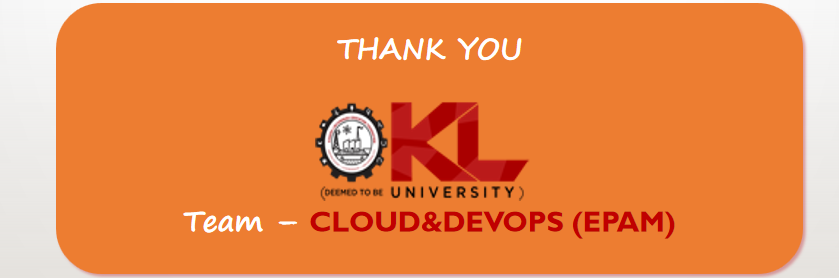 THANK YOU
KL
(DEEMED TO BE UNIVERSITY)
Team – CLOUD&DEVOPS (EPAM)